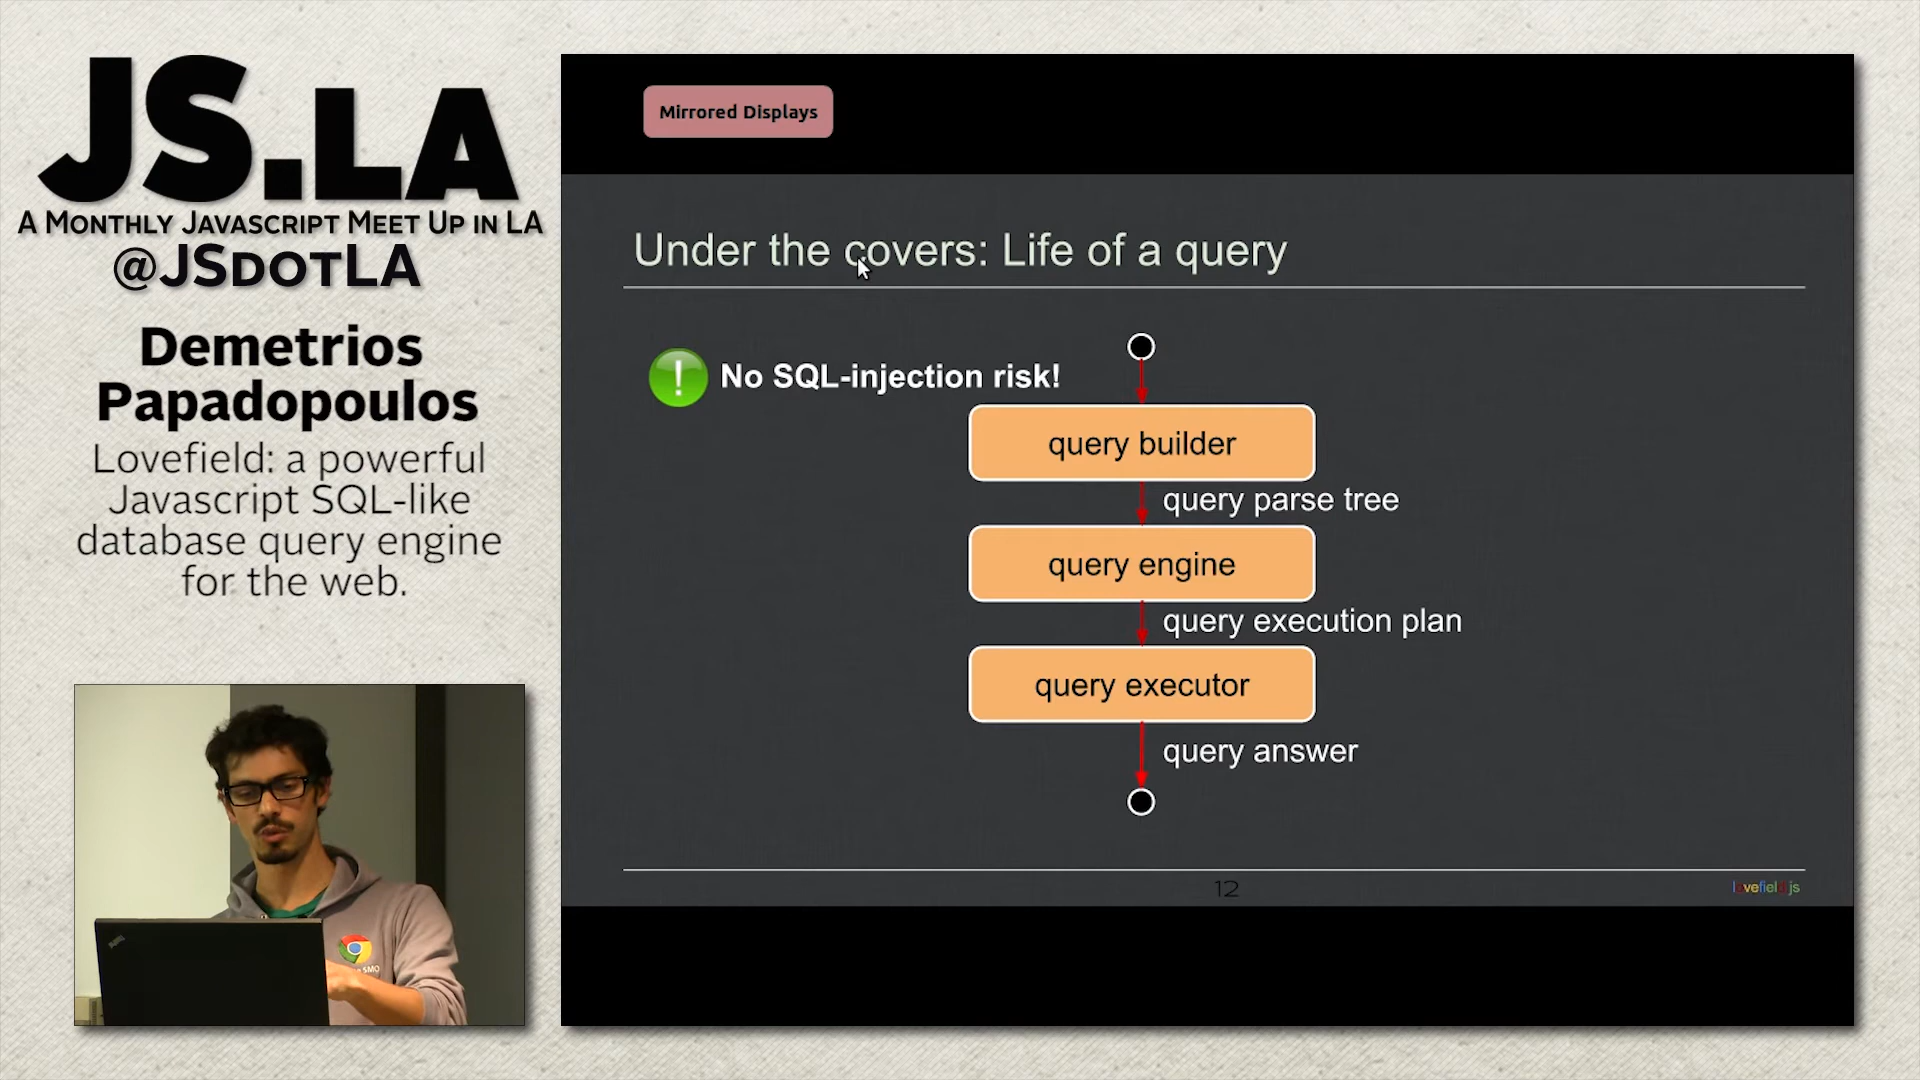 JS.LA
A Monthly Javascript Meet Up in LA
@JSdotLA
Demetrios
Papadopoulos
Lovefield: a powerful
Javascript SQL-like
database query engine
for the web.
Mirrored Displays
Under the covers: Life of a query
No SQL-injection risk!
query builder
query parse tree
query engine
query execution plan
query executor
query answer
12
lovefield js